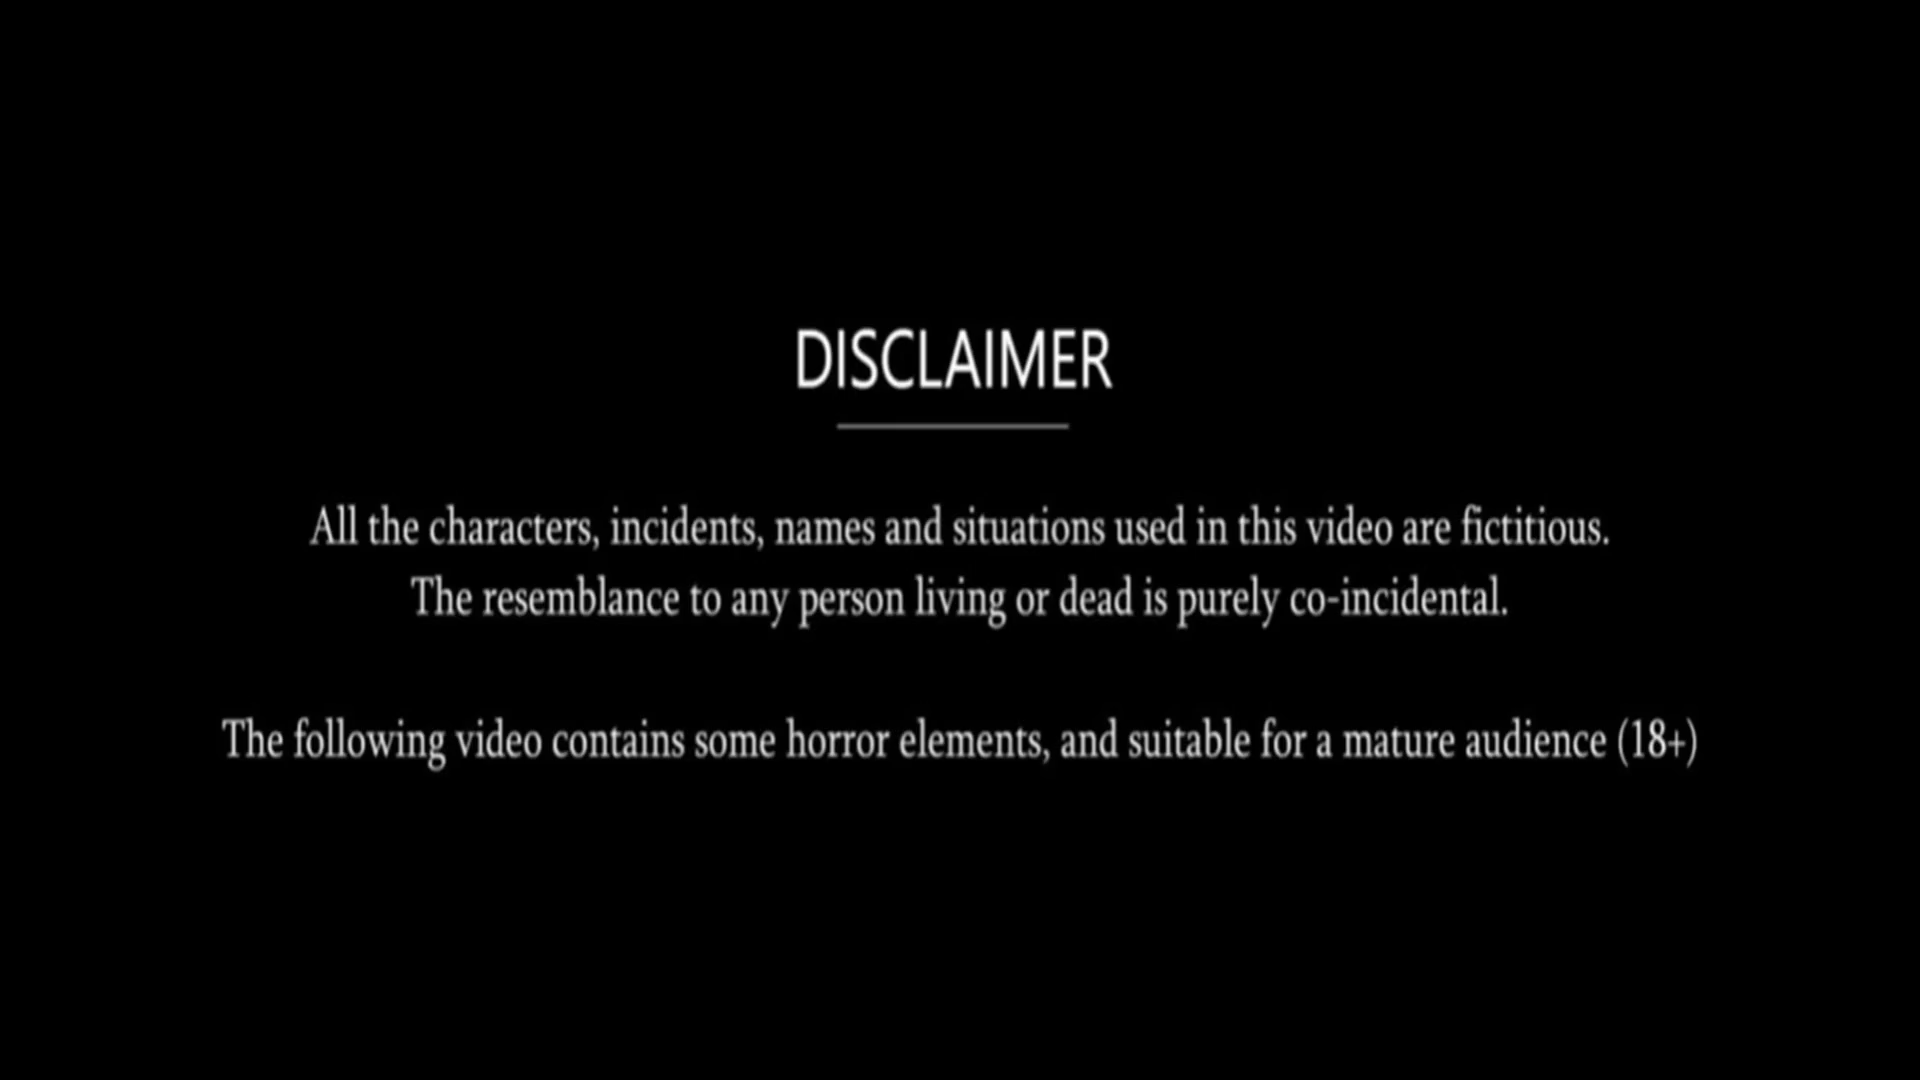 DISCLAIMER
All the characters, incidents, names and situations used in this video are fictitious.
The resemblance to any person living or dead is purely co-incidental.
The following video contains some horror elements, and suitable for a mature audience (18+)